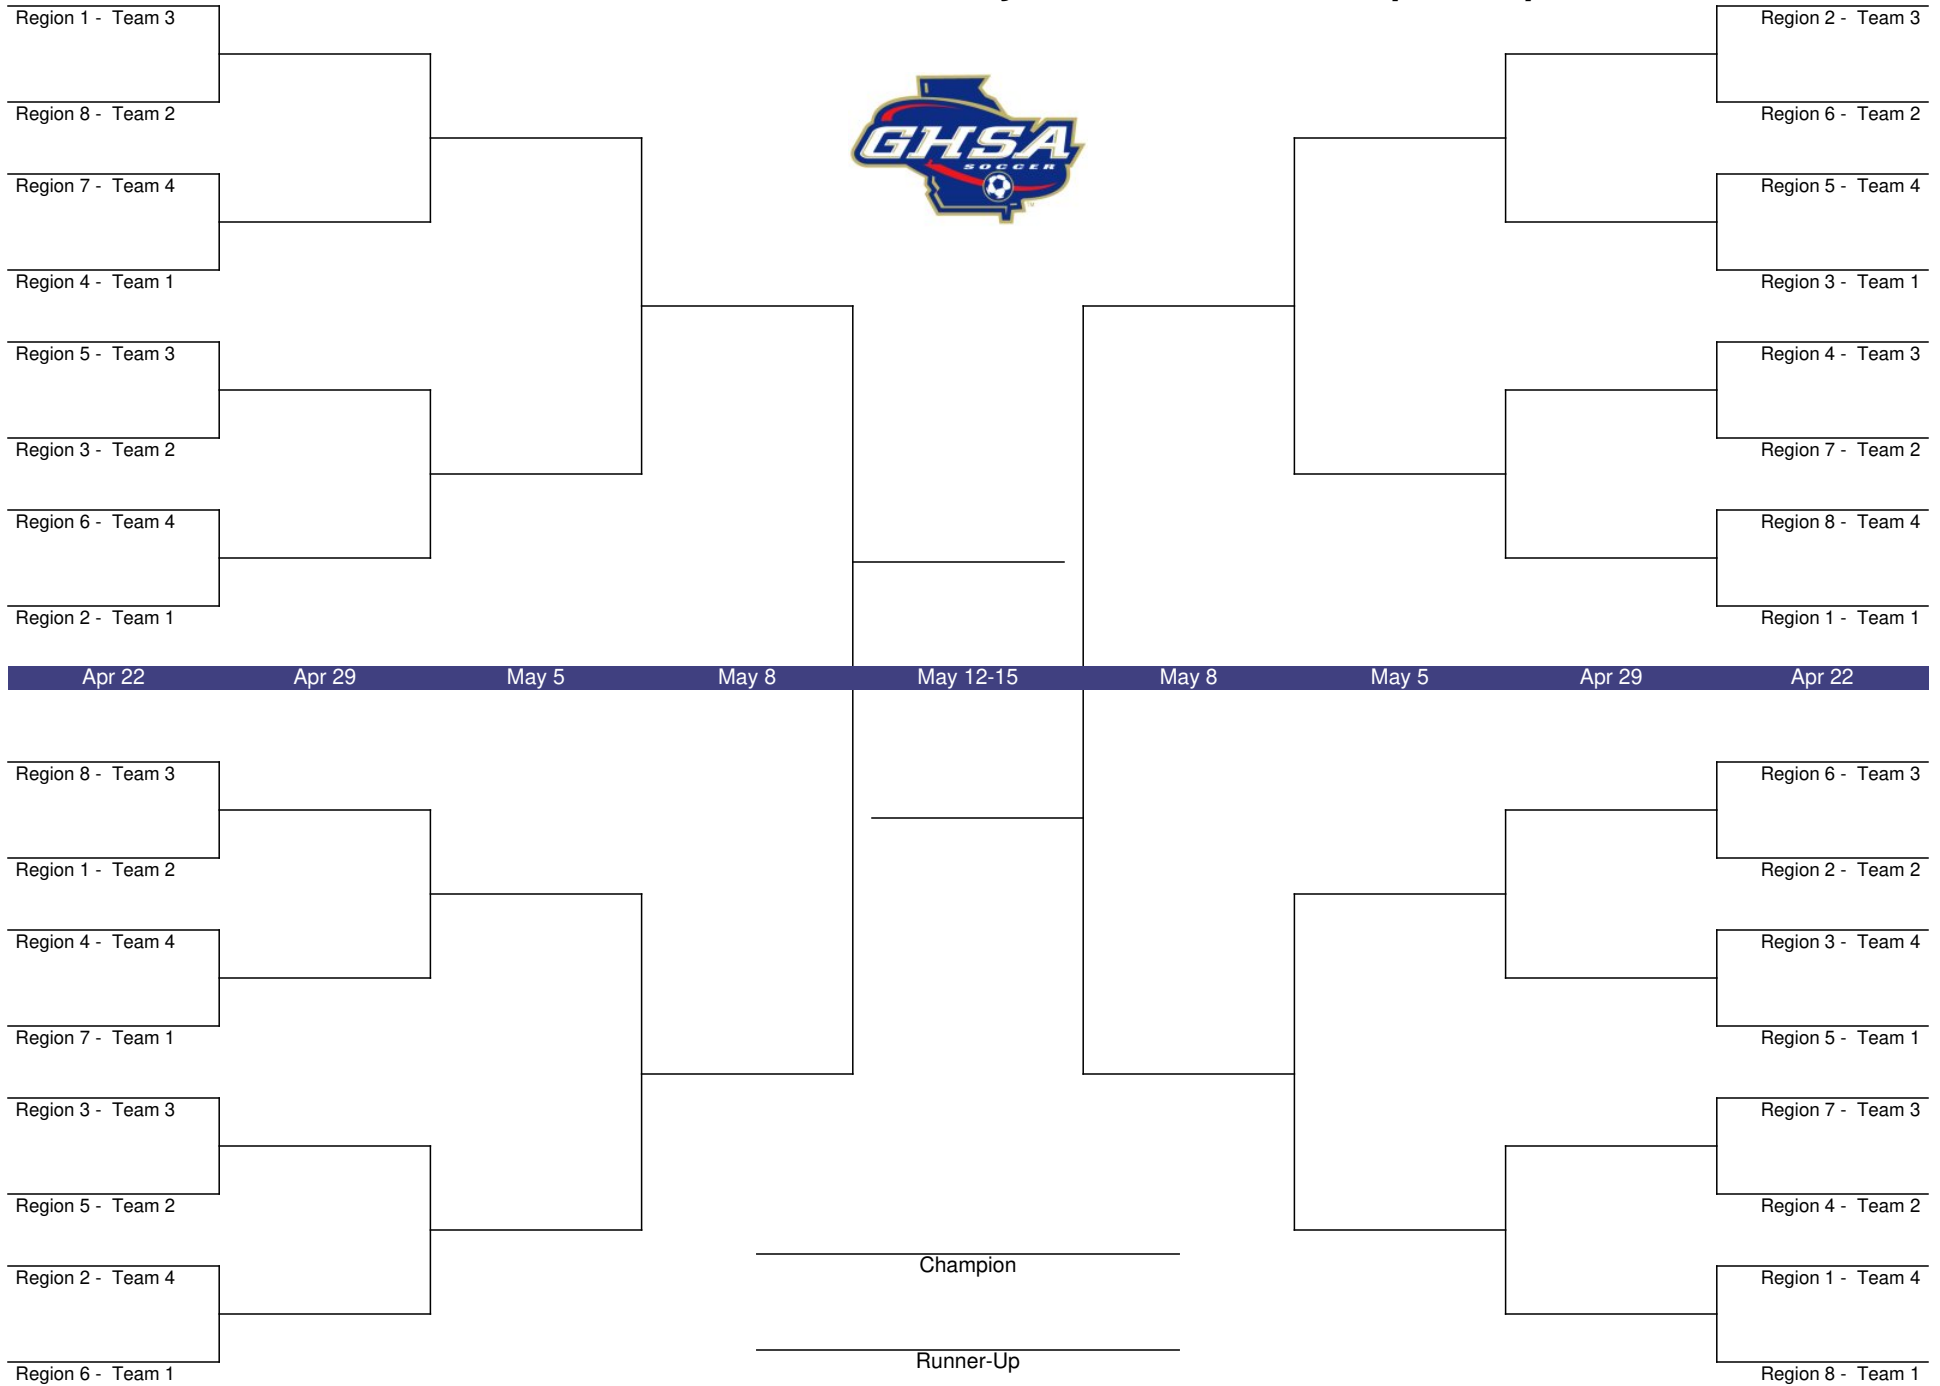 Region 1 - Team 3
Region 8 - Team 2
Region 7 - Team 4
Region 4 - Team 1
Region 5 - Team 3
Region 3 - Team 2
Region 6 - Team 4
Region 2 - Team 1
GHSA
SOCCER
Region 2 - Team 3
Region 6 - Team 2
Region 5 - Team 4
Region 3 - Team 1
Region 4 - Team 3
Region 7 - Team 2
Region 8 - Team 4
Region 1 - Team 1
Apr 22 Apr 29 May 5 May 8 May 12-15 May 8 May 5 Apr 29 Apr 22
Region 8 - Team 3
Region 1 - Team 2
Region 4 - Team 4
Region 7 - Team 1
Region 3 - Team 3
Region 5 - Team 2
Region 2 - Team 4
Region 6 - Team 1
Champion
Runner-Up
Region 6 - Team 3
Region 2 - Team 2
Region 3 - Team 4
Region 5 - Team 1
Region 7 - Team 3
Region 4 - Team 2
Region 1 - Team 4
Region 8 - Team 1